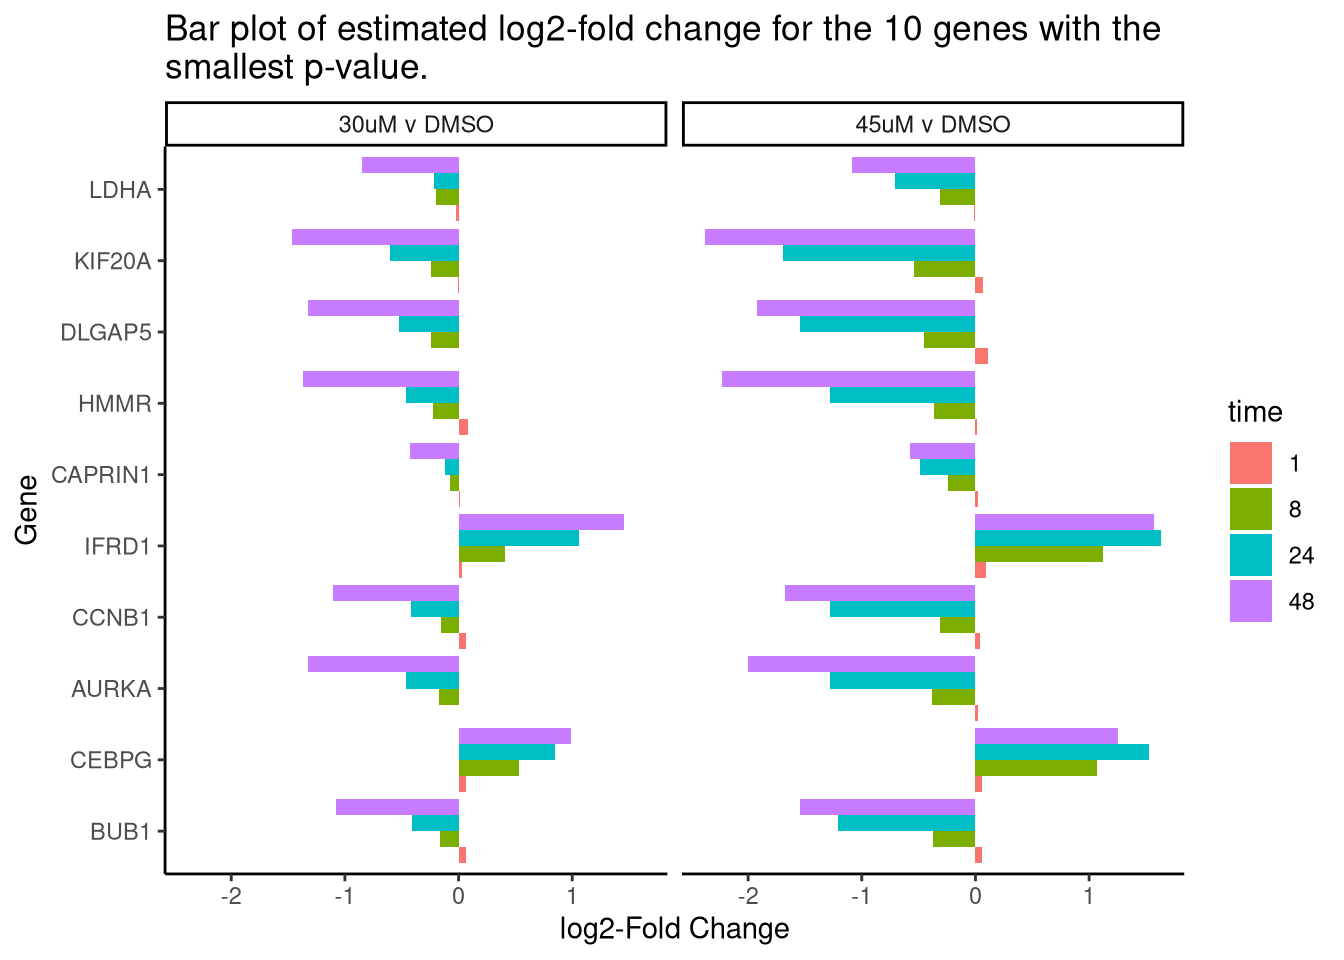 Bar plot of estimated log2-fold change for the 10 genes with the
smallest p-value.
30uM v DMSO
45uM v DMSO
Gene
LDHA
KIF20A
DLGAP5
HMMR
CAPRIN1
IFRD1
CCNB1
AURKA
CEBPG
BUB1
-2 -1 0 1
-2 -1 0 1
log2-Fold Change
time
1
8
24
48